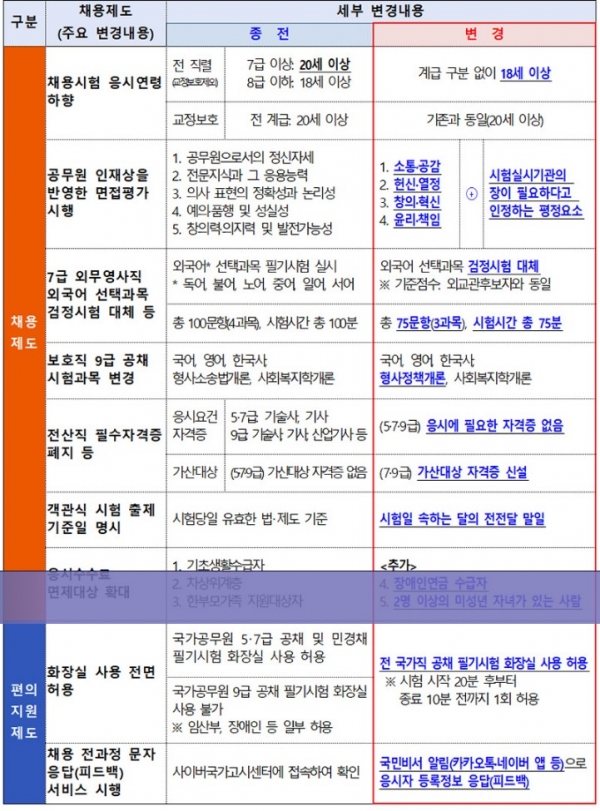 구분
채용제도
(주요 변경내용)
세부 변경내용
종 전
변 경
채용
제도
채용시험 응시연령
하향
전 직렬
(교정보호제외)
7급 이상: 20세 이상
8급 이하: 18세 이상
계급 구분 없이 18세 이상
교정보호
전 계급: 20세 이상
기존과 동일(20세 이상)
공무원 인재상을
반영한 면접평가
시행
1. 공무원으로서의 정신자세
2. 전문지식과 그 응용능력
3. 의사 표현의 정확성과 논리성
4. 예의·품행 및 성실성
5. 창의력·의지력 및 발전가능성
1. 소통·공감
2. 헌신·열정
3. 창의·혁신
4. 윤리·책임
+
시험실시기관의
장이 필요하다고
인정하는 평정요소
7급 외무영사직
외국어 선택과목
검정시험 대체 등
외국어* 선택과목 필기시험 실시
* 독어, 불어, 노어, 중어, 일어, 서어
외국어 선택과목 검정시험 대체
※ 기준점수: 외교관후보자와 동일
총 100문항(4과목), 시험시간 총 100분
총 75문항(3과목), 시험시간 총 75분
보호직 9급 공채
시험과목 변경
국어, 영어, 한국사,
형사소송법개론, 사회복지학개론
국어, 영어, 한국사,
형사정책개론, 사회복지학개론
전산직 필수자격증
폐지 등
응시요건
자격증
5·7급 기술사, 기사
9급 기술사, 기사, 산업기사 등
(5·7·9급) 응시에 필요한 자격증 없음
가산대상
(5·7·9급) 가산대상 자격증 없음
(7·9급) 가산대상 자격증 신설
객관식 시험 출제
기준일 명시
시험당일 유효한 법·제도 기준
시험일 속하는 달의 전전달 말일
응시수수료
면제대상 확대
1. 기초생활수급자
2. 차상위계층
3. 한부모가족 지원대상자
<추가>
4. 장애인연금 수급자
5. 2명 이상의 미성년 자녀가 있는 사람
편의
지원
제도
화장실 사용 전면
허용
국가공무원 5·7급 공채 및 민경채
필기시험 화장실 사용 허용
국가공무원 9급 공채 필기시험 화장실
사용 불가
※ 임산부, 장애인 등 일부 허용
전 국가직 공채 필기시험 화장실 사용 허용
※ 시험 시작 20분 후부터
종료 10분 전까지 1회 허용
채용 전과정 문자
응답(피드백)
서비스 시행
사이버국가고시센터에 접속하여 확인
국민비서 알림(카카오톡·네이버 앱 등)으로
응시자 등록정보 응답(피드백)